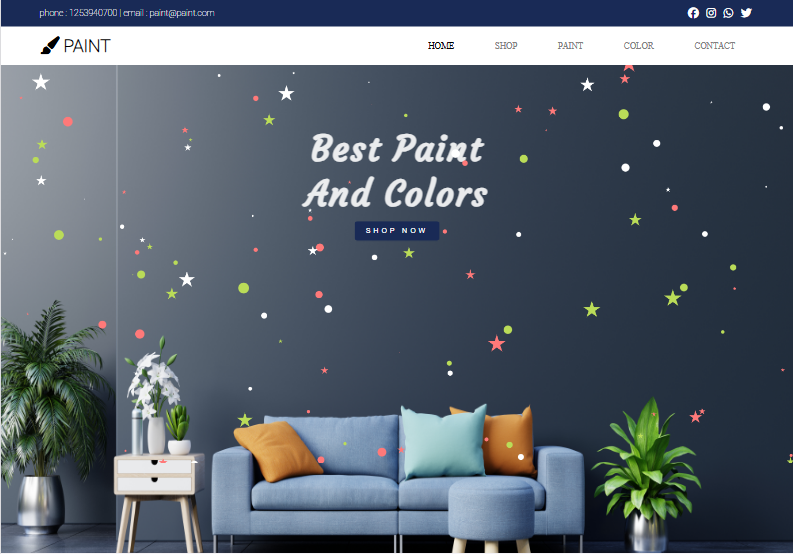 phone : 1253940700 | email : paint@paint.com
PAINT
HOME SHOP PAINT COLOR CONTACT
Best Paint
And Colors
SHOP NOW